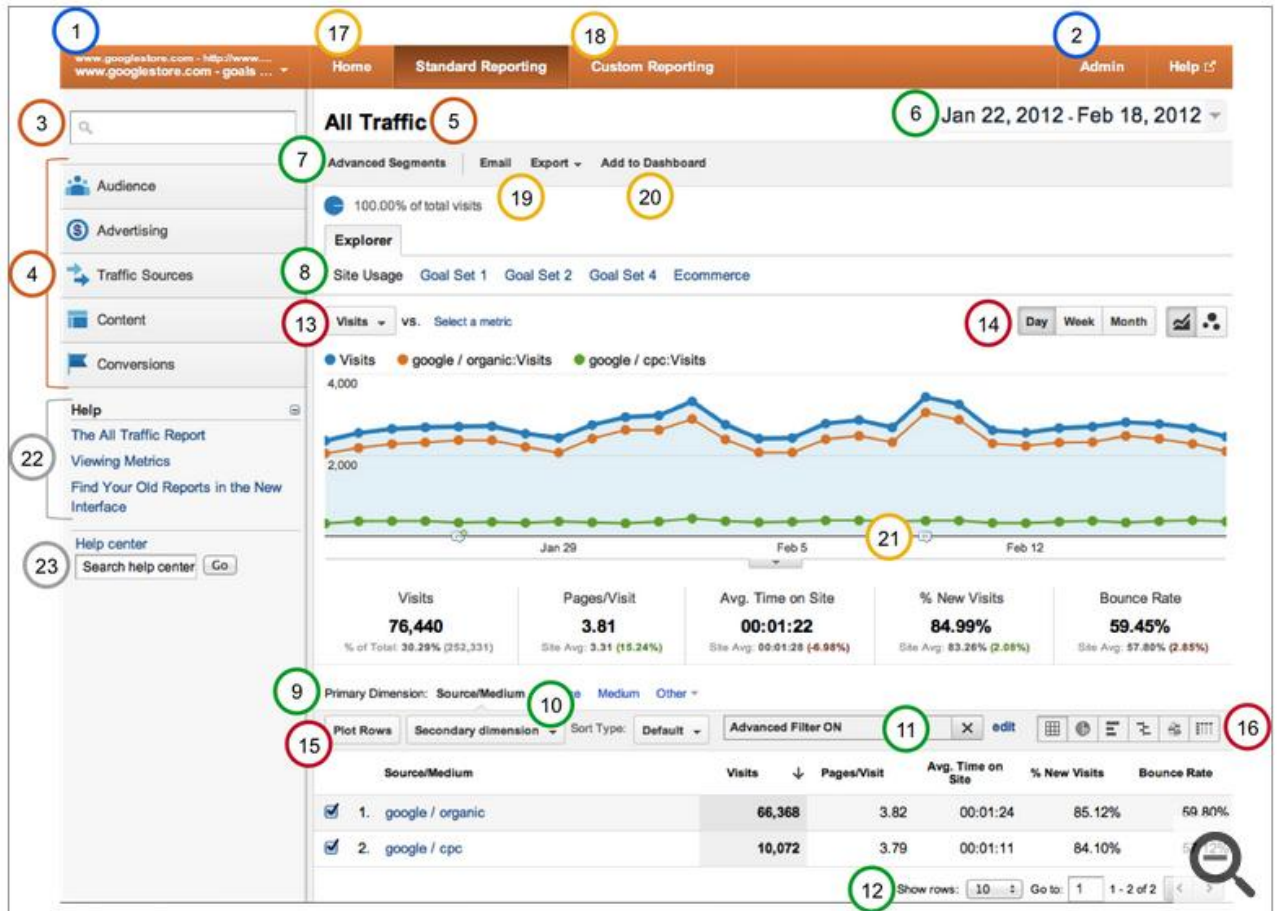 1
17
18
2
www.googlestore.com - http://www....
www.googlestore.com - goals ...
Home
Standard Reporting
Custom Reporting
Admin
Help
3
All Traffic
5
6
Jan 22, 2012 - Feb 18, 2012
7
Advanced Segments
Email
Export
Add to Dashboard
19
20
4
Audience
Advertising
Traffic Sources
Content
Conversions
100.00% of total visits
Explorer
8
Site Usage
Goal Set 1
Goal Set 2
Goal Set 4
Ecommerce
13
Visits
VS.
Select a metric
14
Day
Week
Month
Visits
google / organic:Visits
google / cpc:Visits
4,000
2,000
21
Jan 29
Feb 5
Feb 12
22
Help
The All Traffic Report
Viewing Metrics
Find Your Old Reports in the New
Interface
23
Help center
Search help center
Go
Visits
76,440
% of Total: 30.29% (252,331)
Pages/Visit
3.81
Site Avg: 3.31 (15.24%)
Avg. Time on Site
00:01:22
Site Avg: 00:01:28 (-6.98%)
% New Visits
84.99%
Site Avg: 83.26% (2.08%)
Bounce Rate
59.45%
Site Avg: 57.80% (2.85%)
9
Primary Dimension:
Source/Medium
10
Medium
Other
15
Plot Rows
Secondary dimension
Sort Type:
Default
Advanced Filter ON
11
edit
16
Source/Medium
Visits
Pages/Visit
Avg. Time on
Site
% New Visits
Bounce Rate
1. google / organic
66,368
3.82
00:01:24
85.12%
59.80%
2. google / cpc
10,072
3.79
00:01:11
84.10%
12
Show rows:
10
Go to:
1
1 - 2 of 2